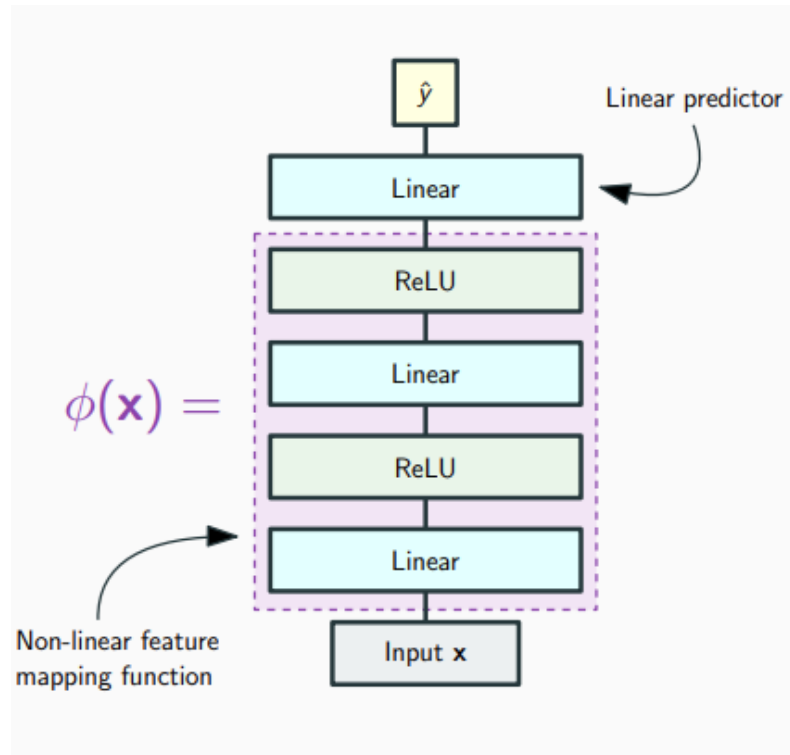 ŷ
Linear predictor
Linear
ReLU
Linear
ϕ(x) =
ReLU
Linear
Non-linear feature
mapping function
Input x